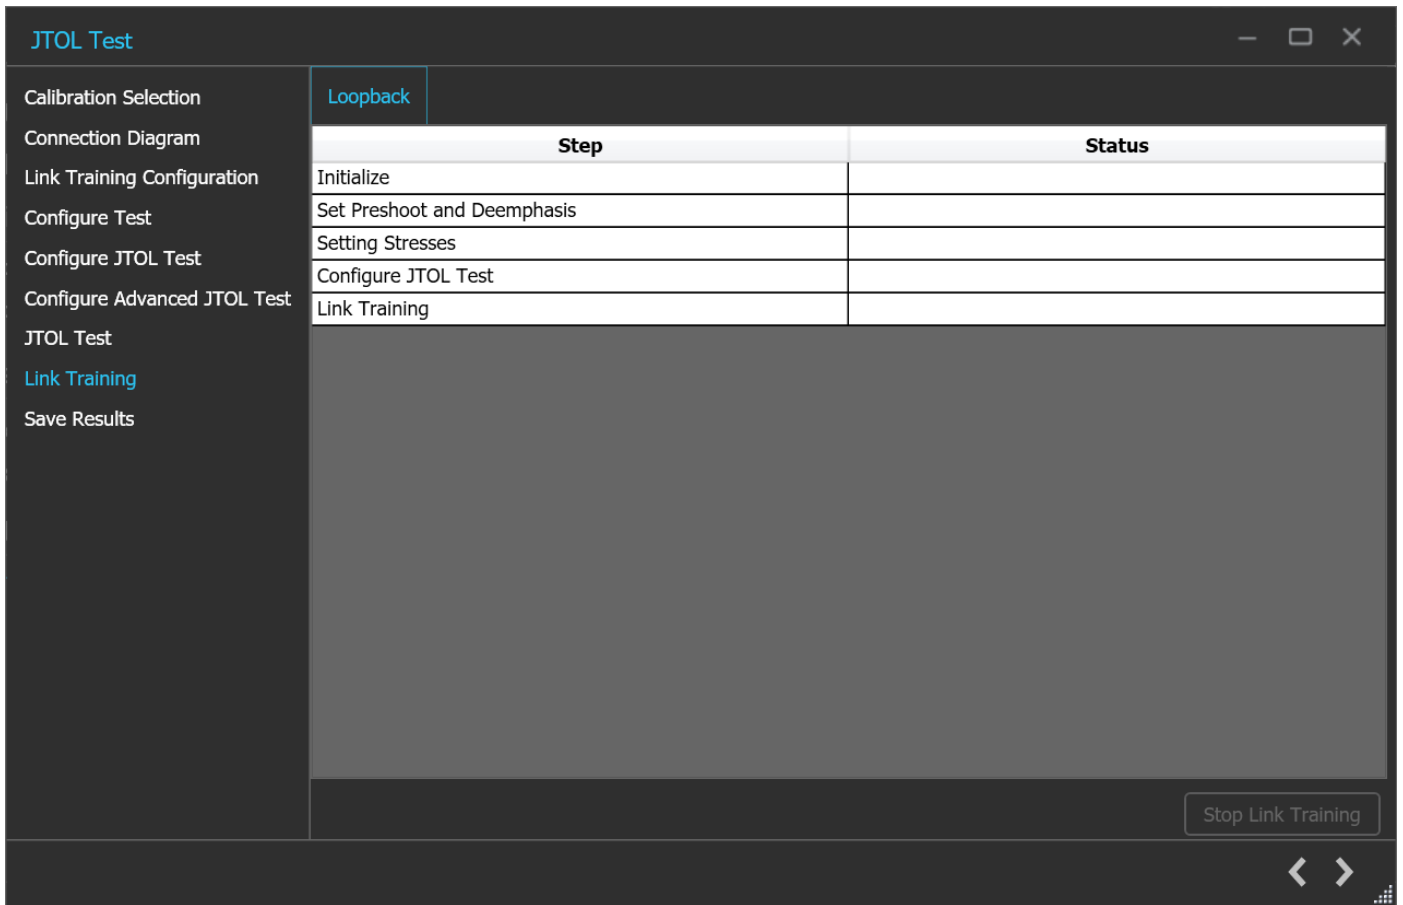 JTOL Test
Calibration Selection
Connection Diagram
Link Training Configuration
Configure Test
Configure JTOL Test
Configure Advanced JTOL Test
JTOL Test
Link Training
Save Results
Loopback
Step Status
Initialize
Set Preshoot and Deemphasis
Setting Stresses
Configure JTOL Test
Link Training
Stop Link Training